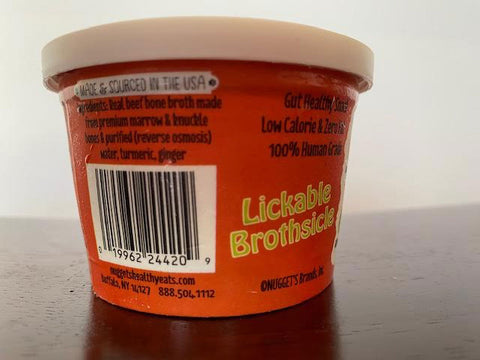 MADE & SOURCED IN THE USA
Ingredients: Real beef bone broth made
from premium marrow & knuckle
bones & purified (reverse osmosis)
water, turmeric, ginger
19962 24420 9
nuggetshealthyeats.com
Buffalo, NY 14127 888.504.1112
Gut Healthy Snack
Low Calorie & Zero Fat
100% Human Grade
Lickable
Brothsicle
©NUGGET'S Brands, Inc